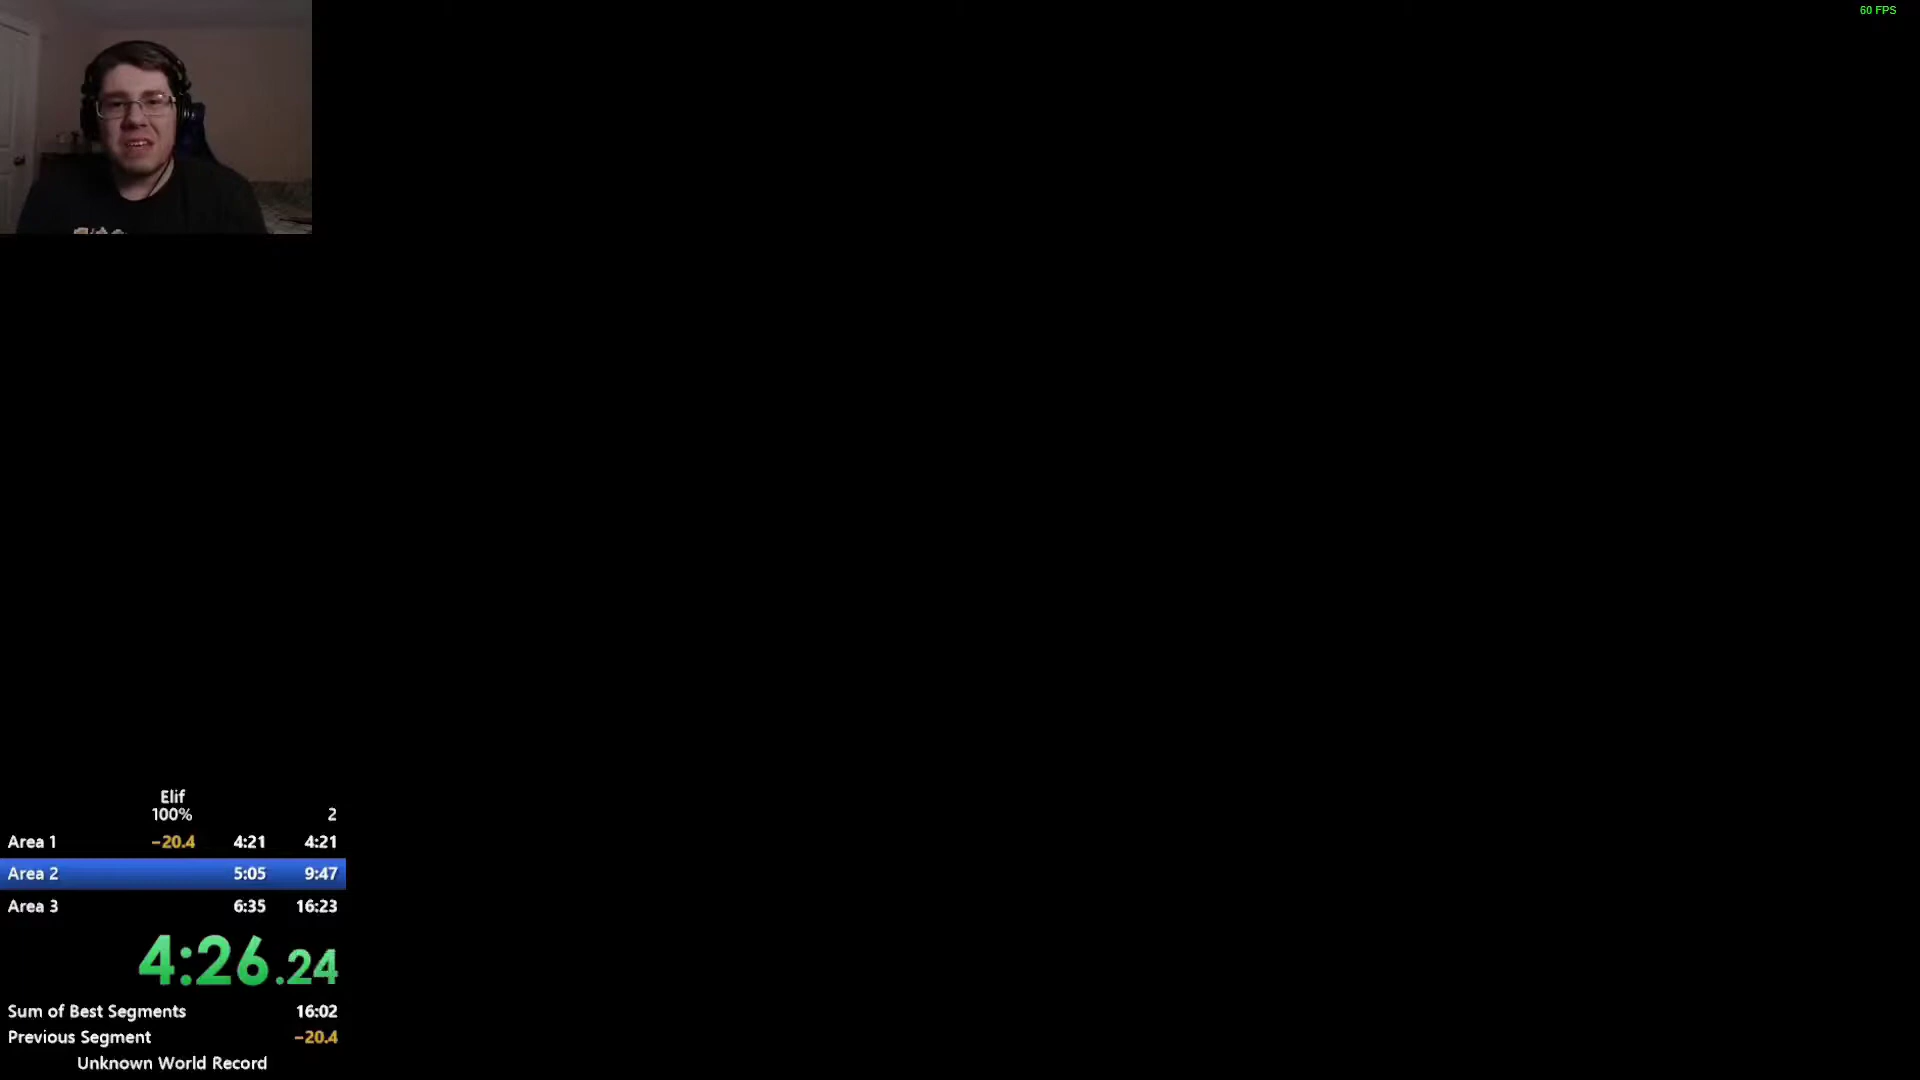 60 FPS
Elif
100% 2
Area 1 −20.4 4:21 4:21
Area 2 5:05 9:47
Area 3 6:35 16:23
4:26.24
Sum of Best Segments 16:02
Previous Segment −20.4
Unknown World Record